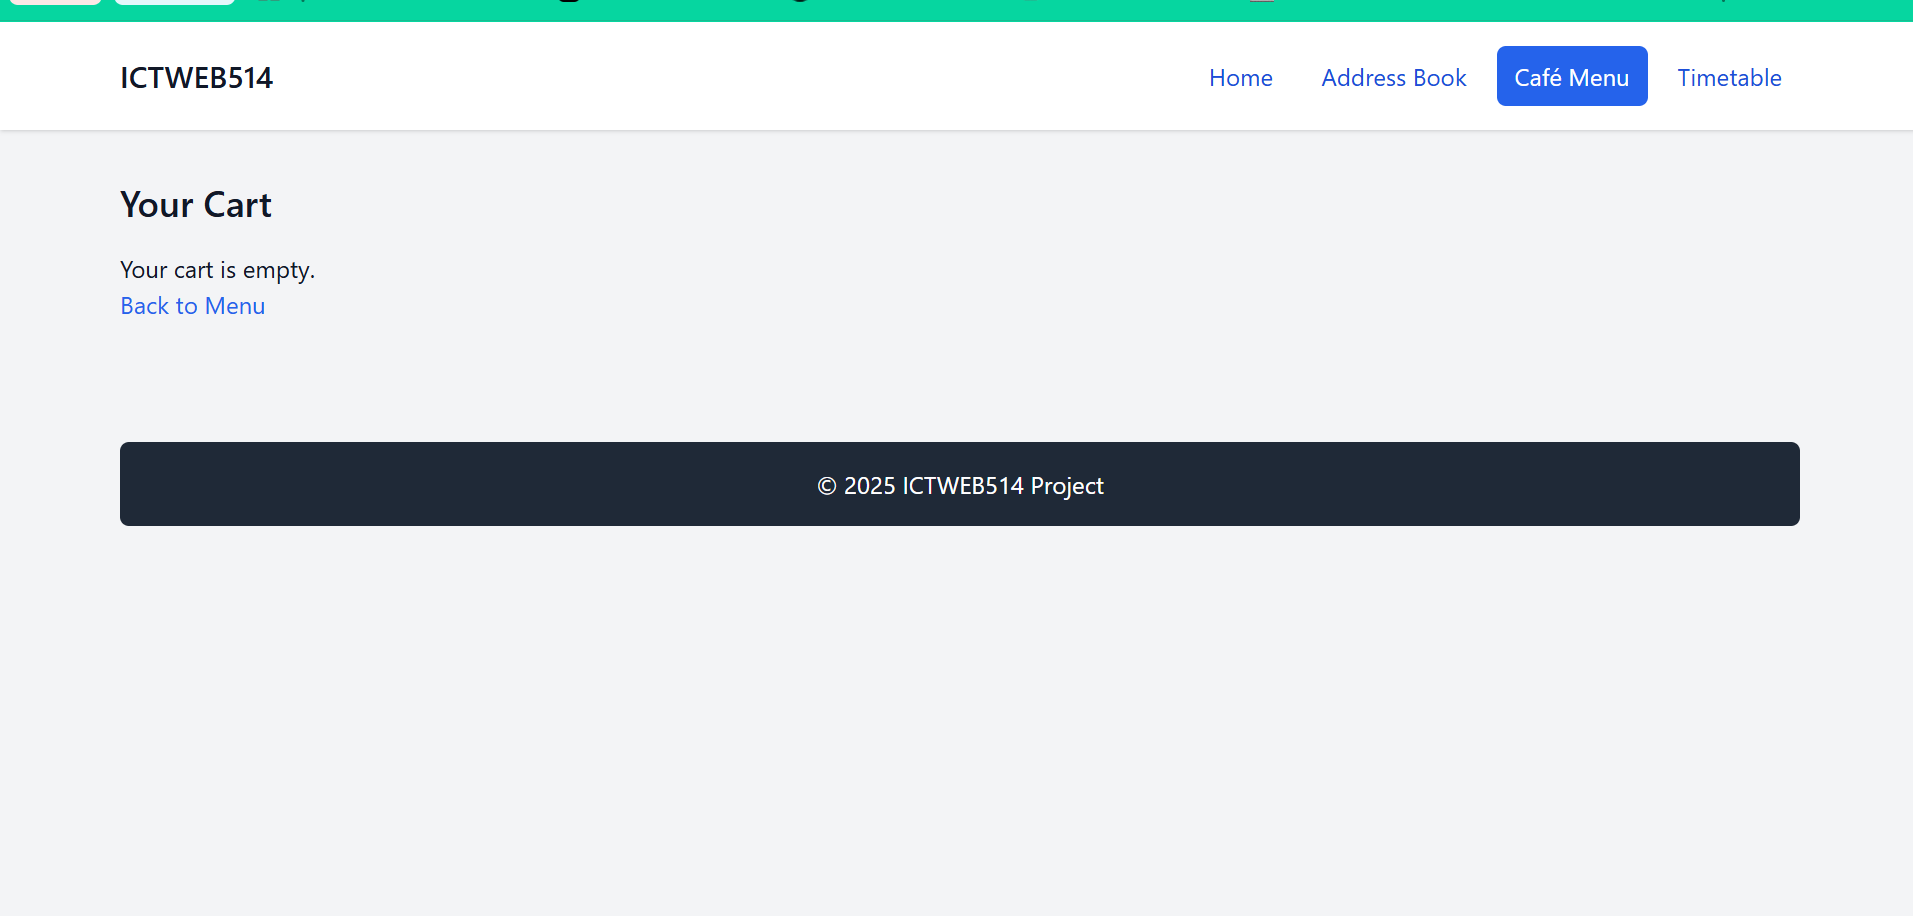 ICTWEB514
Home
Address Book
Café Menu
Timetable
Your Cart
Your cart is empty.
Back to Menu
© 2025 ICTWEB514 Project